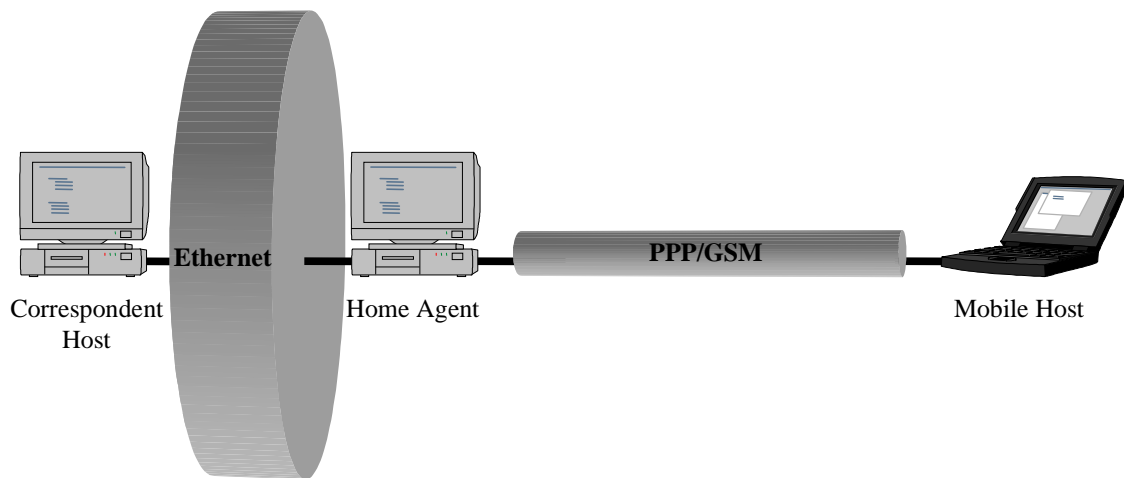 Ethernet
PPP/GSM
Correspondent
Host
Home Agent
Mobile Host